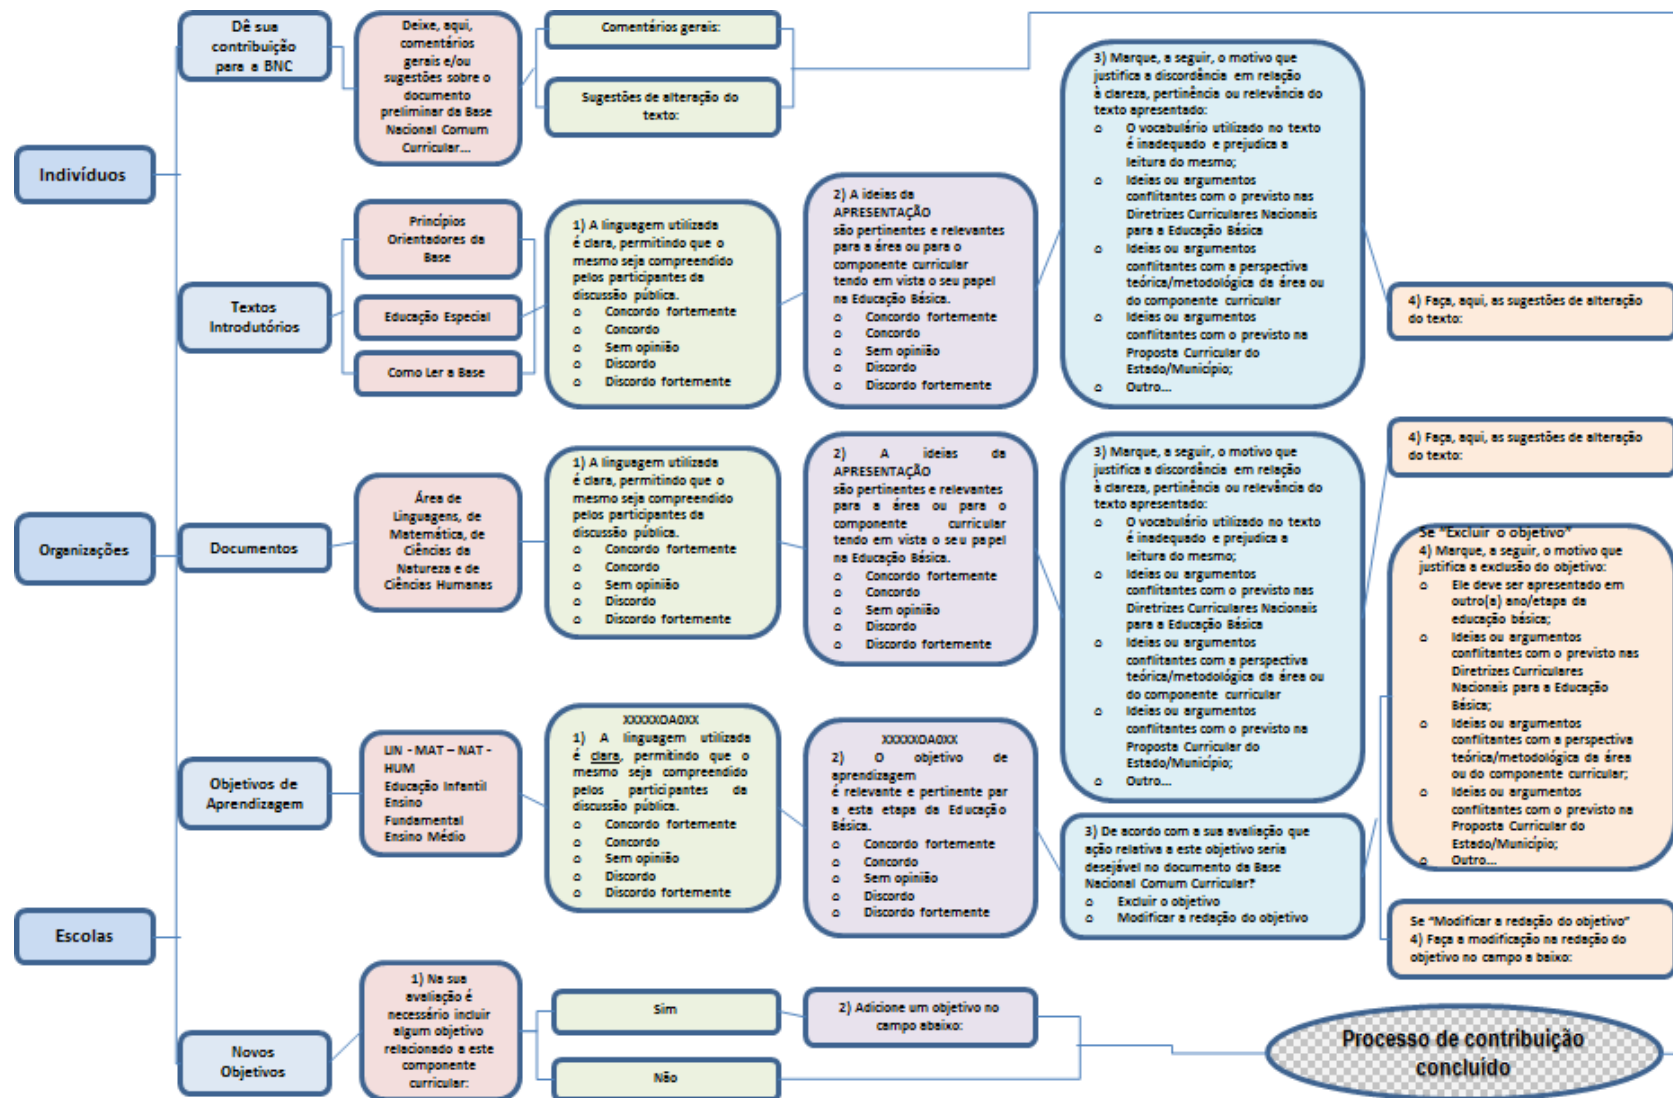 Indivíduos
Organizações
Escolas
Dê sua
contribuição
para a BNC
Deixe, aqui,
comentários
gerais e/ou
sugestões sobre o
documento
preliminar da Base
Nacional Comum
Curricular...
Comentários gerais:
Sugestões de alteração do
texto:
Textos
Introdutórios
Princípios
Orientadores da
Base
Educação Especial
Como Ler a Base
1) A linguagem utilizada
é clara, permitindo que o
mesmo seja compreendido
pelos participantes da
discussão pública.
o Concordo fortemente
o Concordo
o Sem opinião
o Discordo
o Discordo fortemente
2) A ideias da
APRESENTAÇÃO
são pertinentes e relevantes
para a área ou para o
componente curricular
tendo em vista o seu papel
na Educação Básica.
o Concordo fortemente
o Concordo
o Sem opinião
o Discordo
o Discordo fortemente
3) Marque, a seguir, o motivo que
justifica a discordância em relação
à clareza, pertinência ou relevância do
texto apresentado:
o O vocabulário utilizado no texto
é inadequado e prejudica a
leitura do mesmo;
o Ideias ou argumentos
conflitantes com o previsto nas
Diretrizes Curriculares Nacionais
para a Educação Básica
o Ideias ou argumentos
conflitantes com a perspectiva
teórica/metodológica da área ou
do componente curricular
o Ideias ou argumentos
conflitantes com o previsto na
Proposta Curricular do
Estado/Município;
o Outro...
4) Faça, aqui, as sugestões de alteração
do texto:
Documentos
Área de
Linguagens, de
Matemática, de
Ciências da
Natureza e de
Ciências Humanas
1) A linguagem utilizada
é clara, permitindo que o
mesmo seja compreendido
pelos participantes da
discussão pública.
o Concordo fortemente
o Concordo
o Sem opinião
o Discordo
o Discordo fortemente
2) A ideias da
APRESENTAÇÃO
são pertinentes e relevantes
para a área ou para o
componente curricular
tendo em vista o seu papel
na Educação Básica.
o Concordo fortemente
o Concordo
o Sem opinião
o Discordo
o Discordo fortemente
3) Marque, a seguir, o motivo que
justifica a discordância em relação
à clareza, pertinência ou relevância do
texto apresentado:
o O vocabulário utilizado no texto
é inadequado e prejudica a
leitura do mesmo;
o Ideias ou argumentos
conflitantes com o previsto nas
Diretrizes Curriculares Nacionais
para a Educação Básica
o Ideias ou argumentos
conflitantes com a perspectiva
teórica/metodológica da área ou
do componente curricular
o Ideias ou argumentos
conflitantes com o previsto na
Proposta Curricular do
Estado/Município;
o Outro...
4) Faça, aqui, as sugestões de alteração
do texto:
Objetivos de
Aprendizagem
LIN - MAT – NAT -
HUM
Educação Infantil
Ensino
Fundamental
Ensino Médio
XXXXXOA0XX
1) A linguagem utilizada
é clara, permitindo que o
mesmo seja compreendido
pelos participantes da
discussão pública.
o Concordo fortemente
o Concordo
o Sem opinião
o Discordo
o Discordo fortemente
XXXXXOA0XX
2) O objetivo de
aprendizagem
é relevante e pertinente par
a esta etapa da Educação
Básica.
o Concordo fortemente
o Concordo
o Sem opinião
o Discordo
o Discordo fortemente
3) De acordo com a sua avaliação que
ação relativa a este objetivo seria
desejável no documento da Base
Nacional Comum Curricular?
o Excluir o objetivo
o Modificar a redação do objetivo
Se “Excluir o objetivo”
4) Marque, a seguir, o motivo que
justifica a exclusão do objetivo:
o Ele deve ser apresentado em
outro(a) ano/etapa da
educação básica;
o Ideias ou argumentos
conflitantes com o previsto nas
Diretrizes Curriculares
Nacionais para a Educação
Básica;
o Ideias ou argumentos
conflitantes com a perspectiva
teórica/metodológica da área
ou do componente curricular;
o Ideias ou argumentos
conflitantes com o previsto na
Proposta Curricular do
Estado/Município;
o Outro...
Se “Modificar a redação do objetivo”
4) Faça a modificação na redação do
objetivo no campo a baixo:
Novos
Objetivos
1) Na sua
avaliação é
necessário incluir
algum objetivo
relacionado a este
componente
curricular:
Sim
Não
2) Adicione um objetivo no
campo abaixo:
Processo de contribuição
concluído